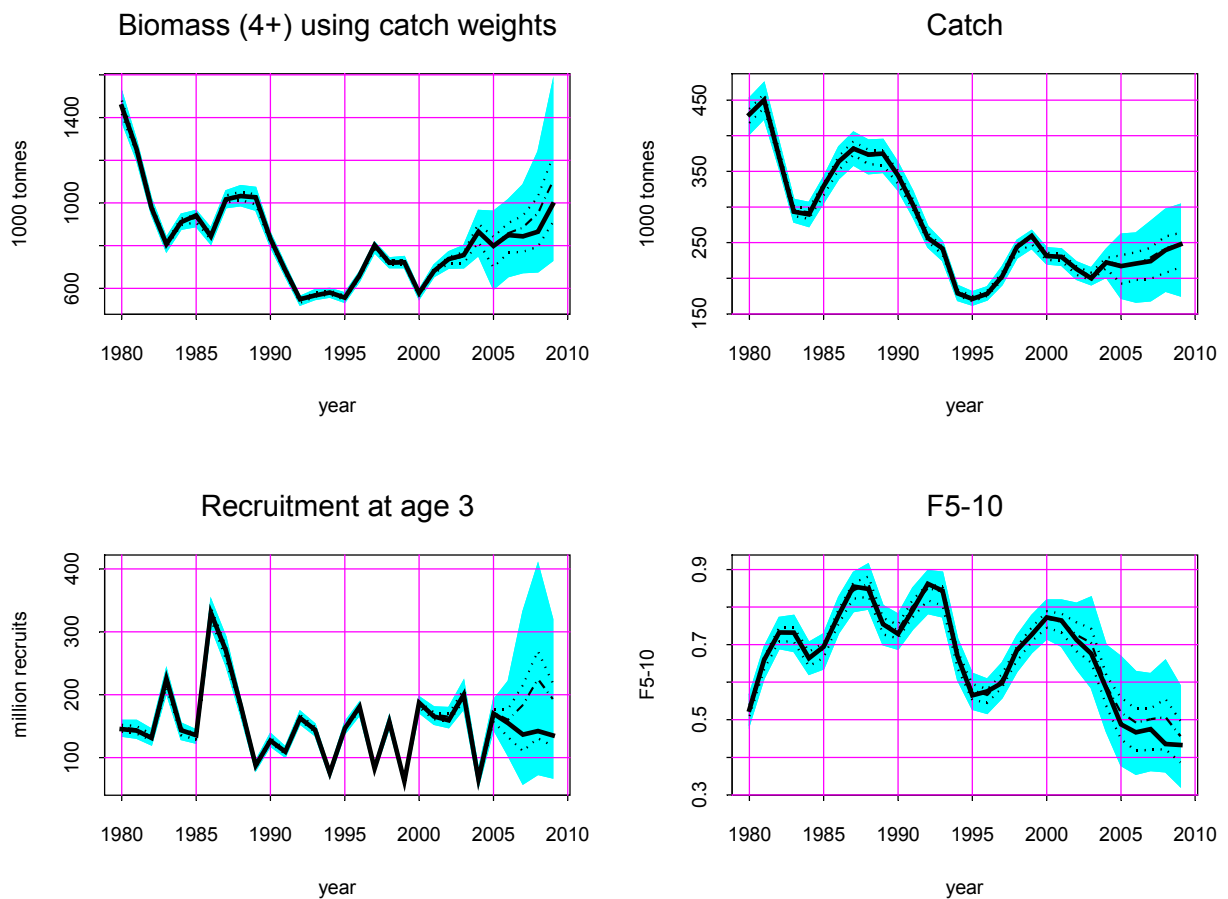 Biomass (4+) using catch weights
1000 tonnes
600 1000 1400
1980 1985 1990 1995 2000 2005 2010
year
Catch
1000 tonnes
150 250 350 450
1980 1985 1990 1995 2000 2005 2010
year
Recruitment at age 3
million recruits
100 200 300 400
1980 1985 1990 1995 2000 2005 2010
year
F5-10
F5-10
0.3 0.5 0.7 0.9
1980 1985 1990 1995 2000 2005 2010
year